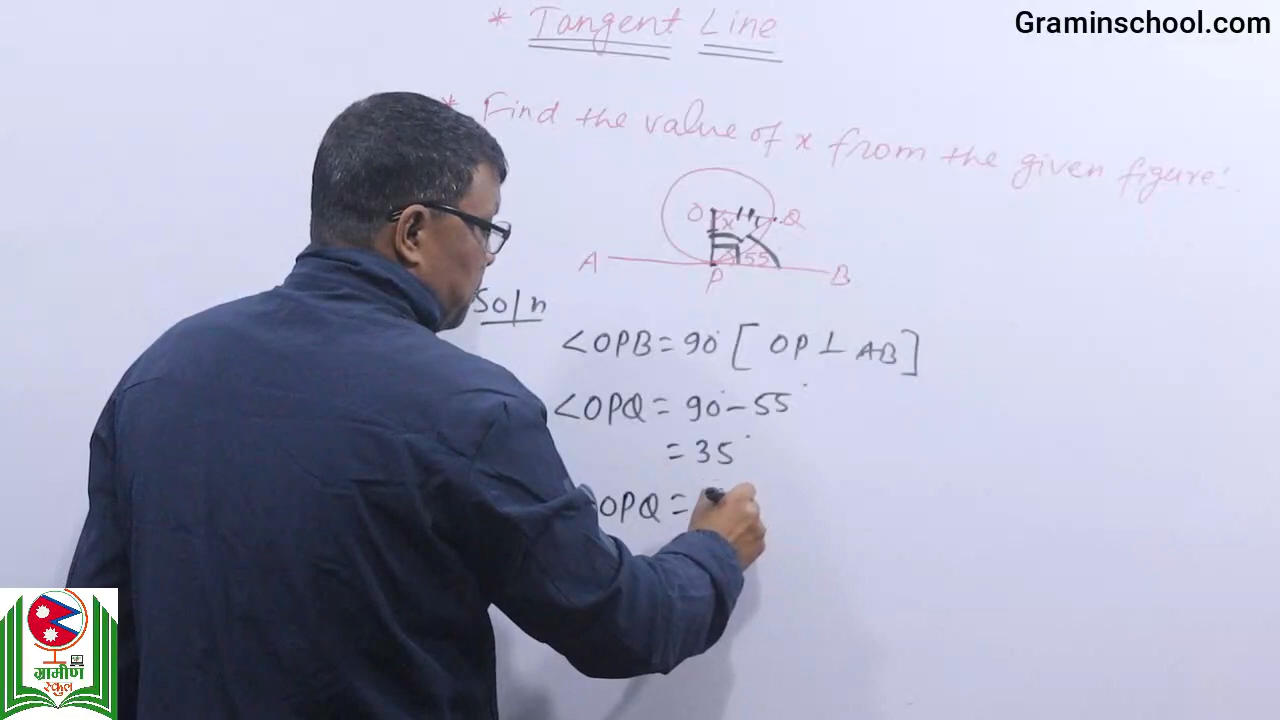 Graminschool.com
* Tangent Line
* Find the value of x from the given figure:
O x Q
A 55 B
P
Soln
∠OPB = 90° [ OP ⊥ AB ]
∠OPQ = 90° - 55°
= 35°
OPQ =
ग्रामीण
स्कुल